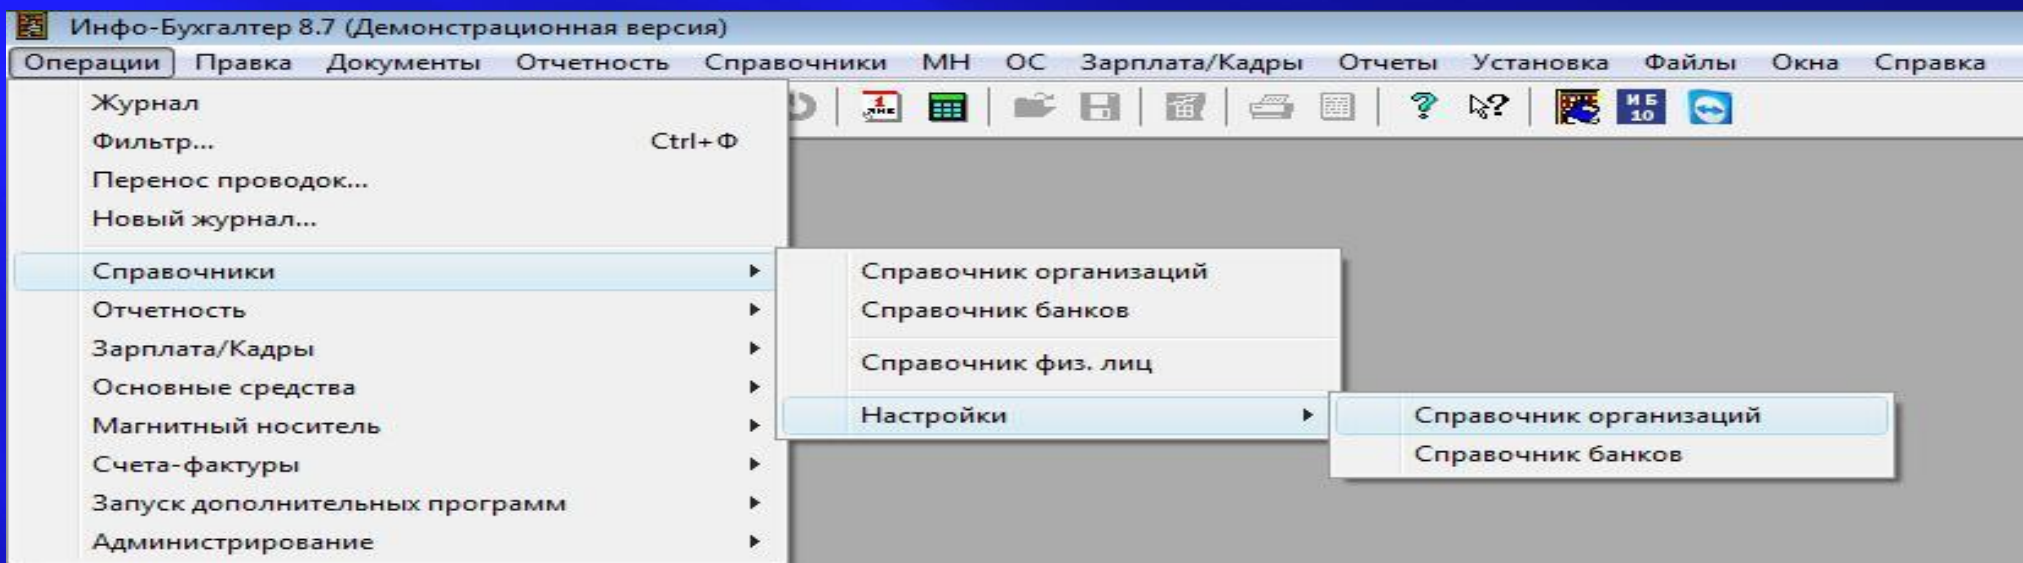 Инфо-Бухгалтер 8.7 (Демонстрационная версия)
Операции Правка Документы Отчетность Справочники МН ОС Зарплата/Кадры Отчеты Установка Файлы Окна Справка
Журнал
Фильтр... Ctrl+Ф
Перенос проводок...
Новый журнал...
Справочники
Отчетность
Зарплата/Кадры
Основные средства
Магнитный носитель
Счета-фактуры
Запуск дополнительных программ
Администрирование
Справочник организаций
Справочник банков
Справочник физ. лиц
Настройки
Справочник организаций
Справочник банков
ИБ
10